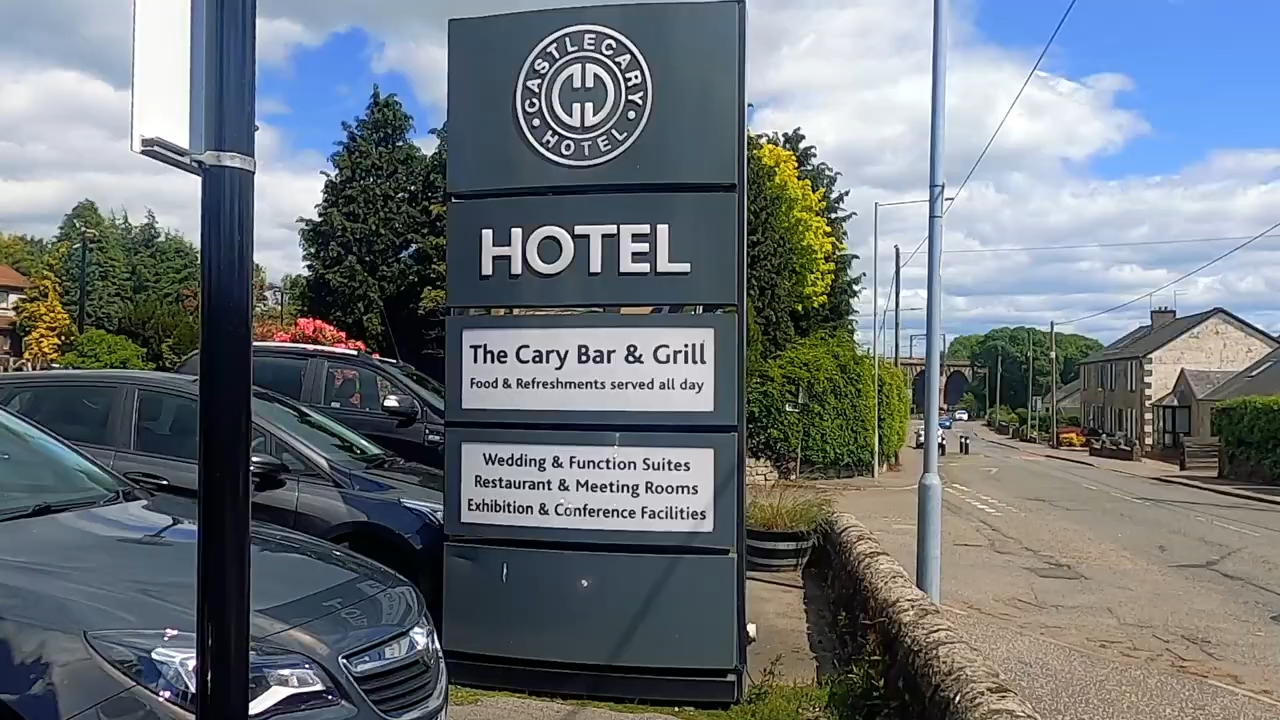 CASTLECARY
HOTEL
HOTEL
The Cary Bar & Grill
Food & Refreshments served all day
Wedding & Function Suites
Restaurant & Meeting Rooms
Exhibition & Conference Facilities